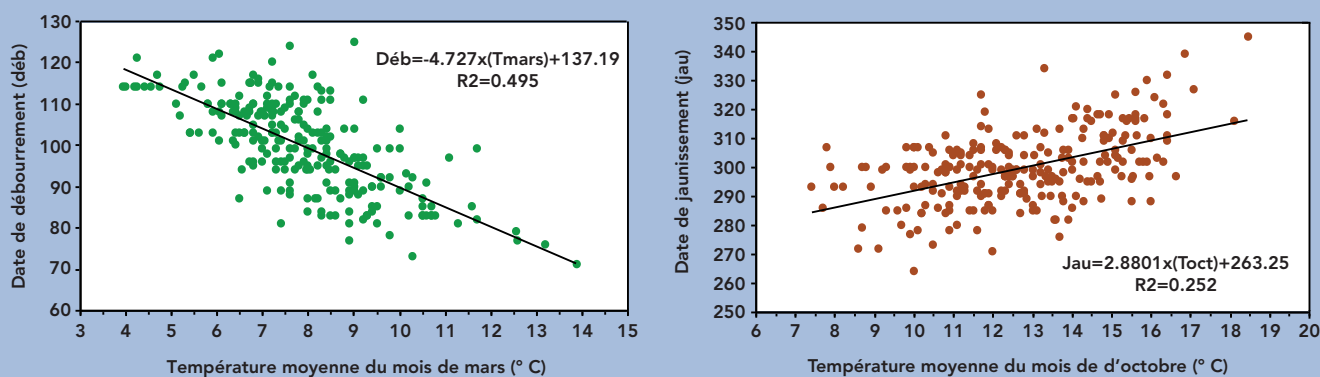 Date de débourrement (déb)
130
120
110
100
90
80
70
60
Déb=-4.727x(Tmars)+137.19
R2=0.495
3 4 5 6 7 8 9 10 11 12 13 14 15
Température moyenne du mois de mars (° C)
Date de jaunissement (jau)
350
340
330
320
310
300
290
280
270
260
250
Jau=2.8801x(Toct)+263.25
R2=0.252
6 7 8 9 10 11 12 13 14 15 16 17 18 19 20
Température moyenne du mois de d'octobre (° C)